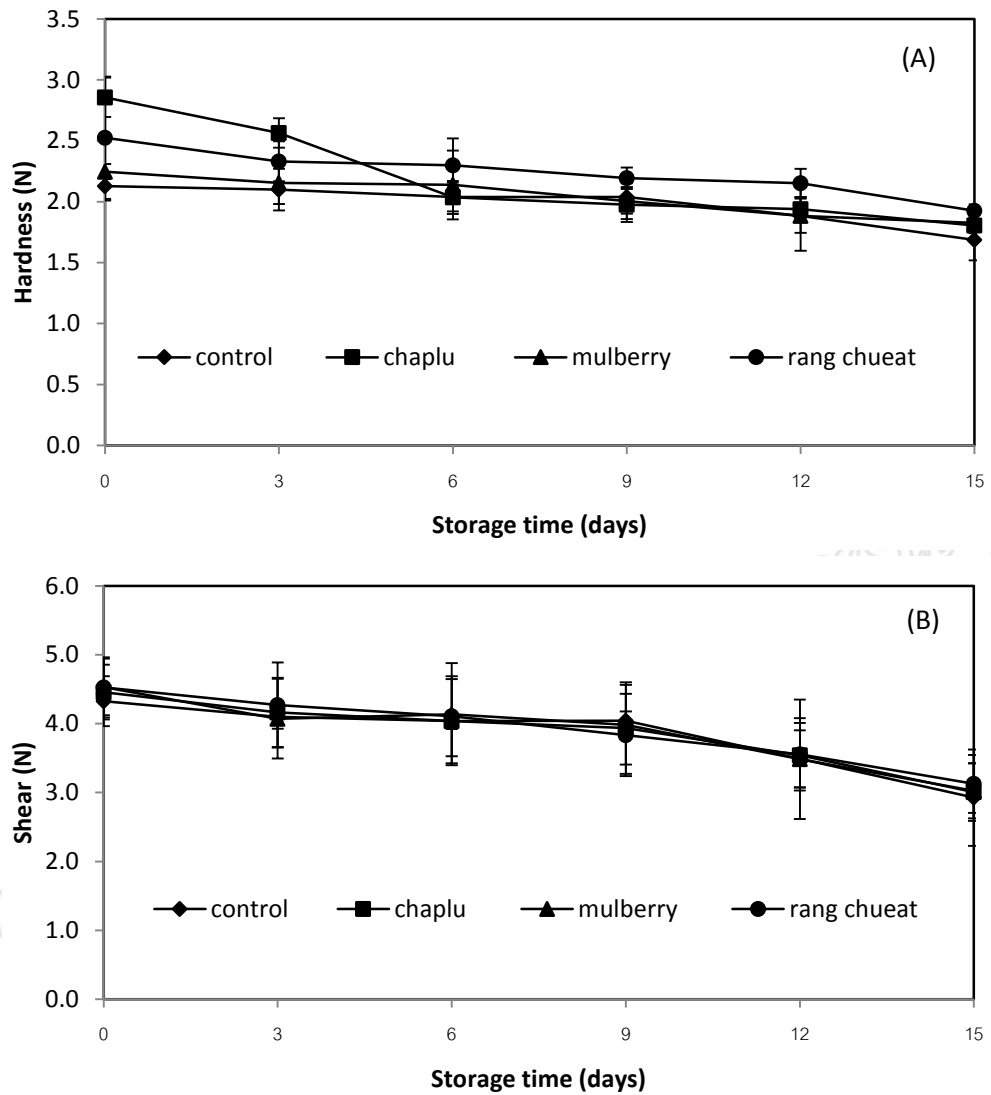 3.5
(A)
3.0
2.5
2.0
1.5
1.0
0.5
0.0
Hardness (N)
control chaplu mulberry rang chueat
0 3 6 9 12 15
Storage time (days)
6.0
(B)
5.0
4.0
3.0
2.0
1.0
0.0
Shear (N)
control chaplu mulberry rang chueat
0 3 6 9 12 15
Storage time (days)